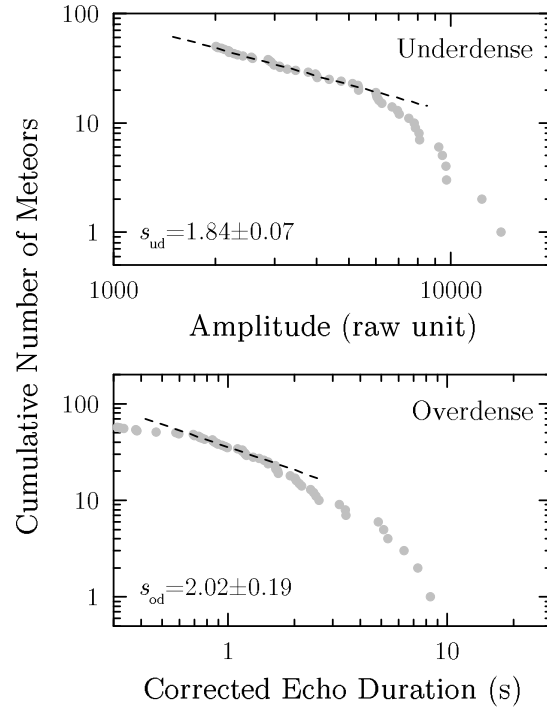 Cumulative Number of Meteors
100
10
1
Underdense
s_ud=1.84±0.07
1000
10000
Amplitude (raw unit)
100
10
1
Overdense
s_od=2.02±0.19
1
10
Corrected Echo Duration (s)